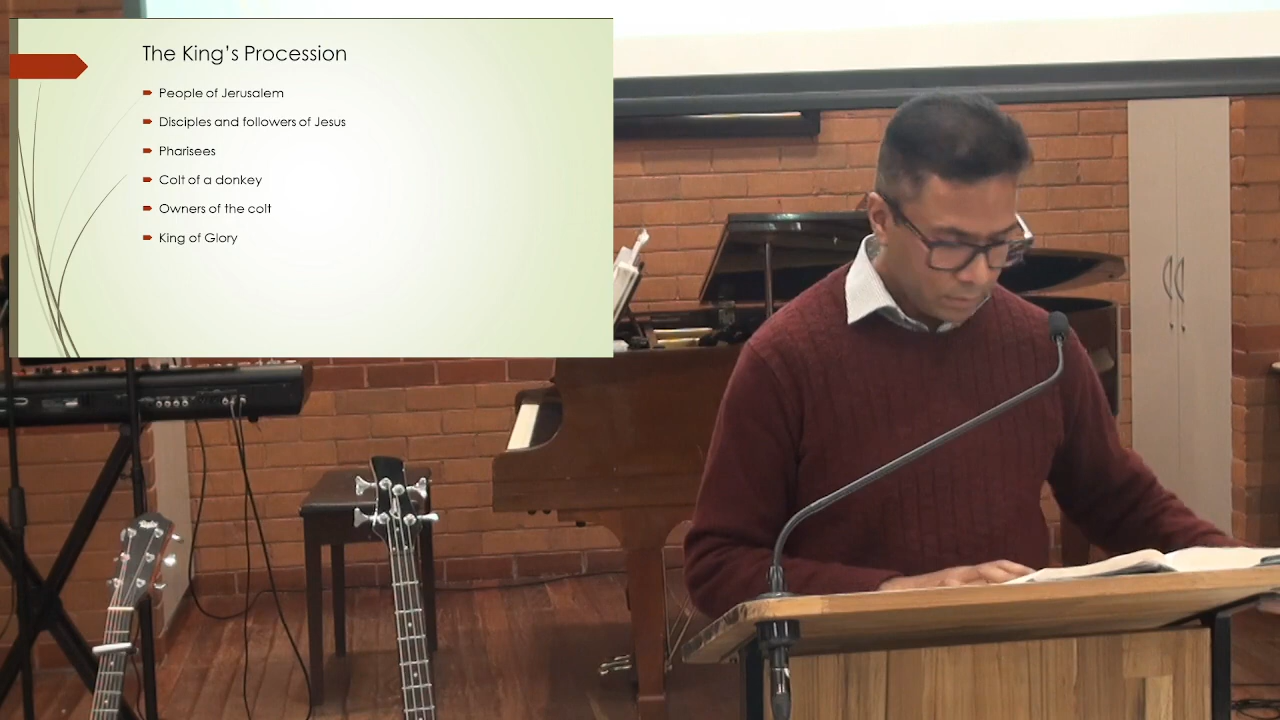 The King's Procession
People of Jerusalem
Disciples and followers of Jesus
Pharisees
Colt of a donkey
Owners of the colt
King of Glory
Taylor